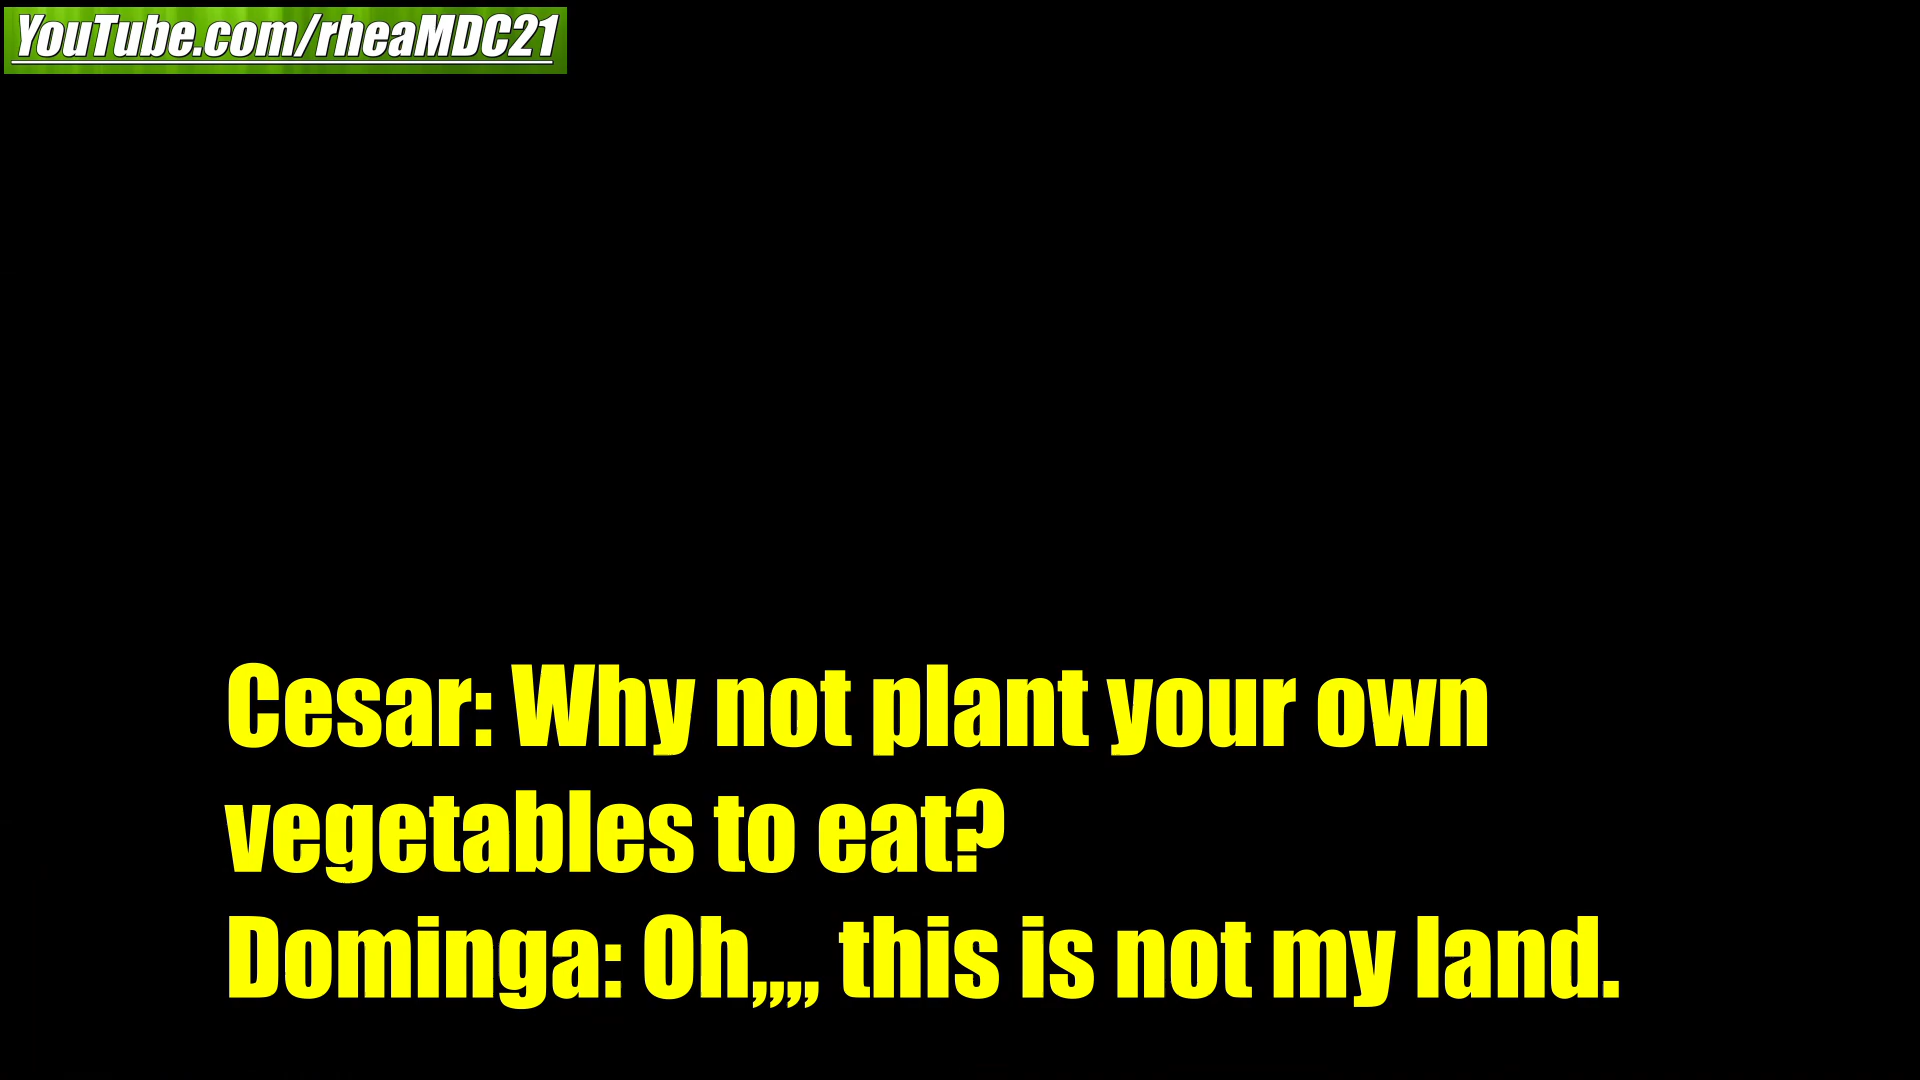 YouTube.com/rheaMDC21
Cesar: Why not plant your own
vegetables to eat?
Dominga: Oh,,,, this is not my land.